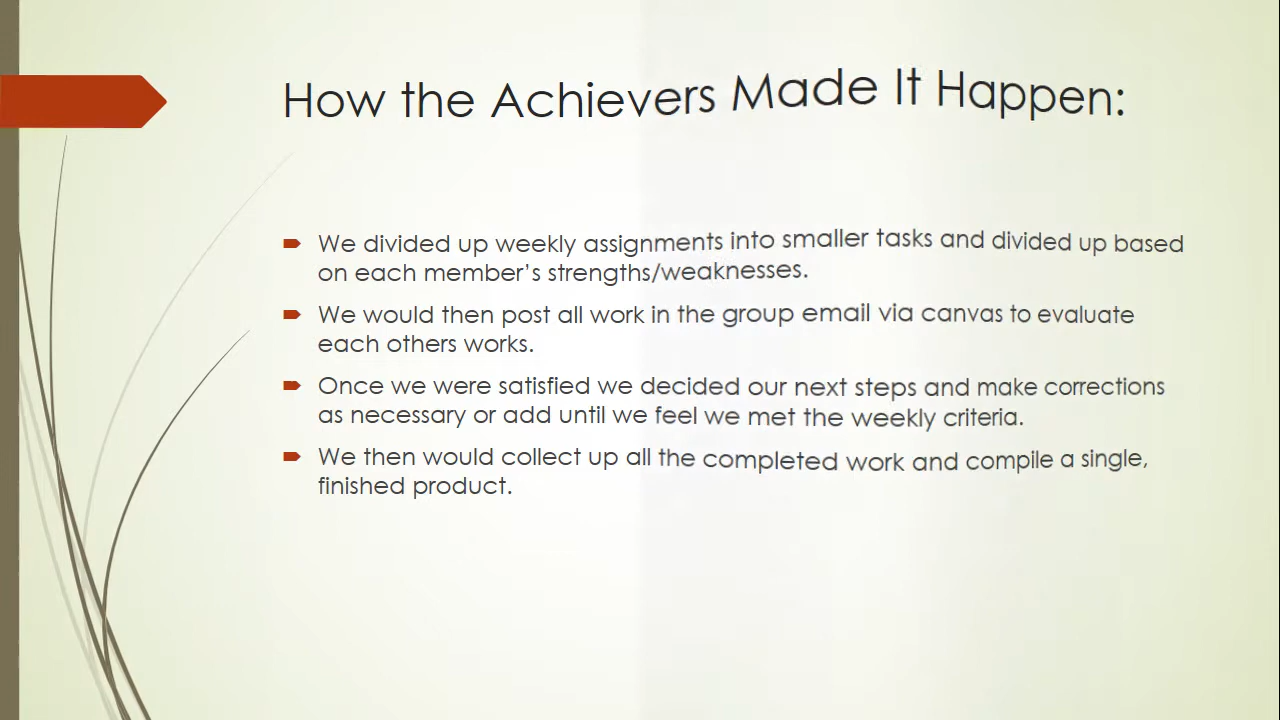 How the Achievers Made It Happen:
We divided up weekly assignments into smaller tasks and divided up based
on each member’s strengths/weaknesses.
We would then post all work in the group email via canvas to evaluate
each others works.
Once we were satisfied we decided our next steps and make corrections
as necessary or add until we feel we met the weekly criteria.
We then would collect up all the completed work and compile a single,
finished product.